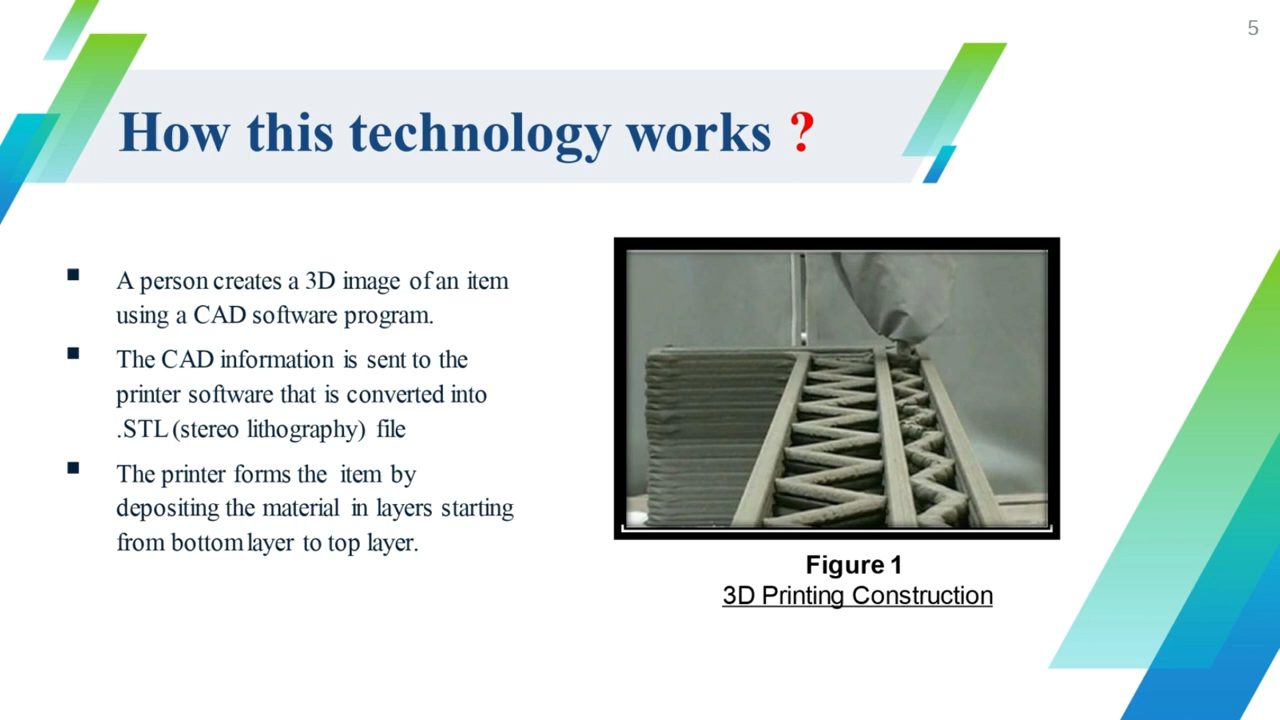 5
How this technology works ?
▪ A person creates a 3D image of an item
using a CAD software program.
▪ The CAD information is sent to the
printer software that is converted into
.STL (stereo lithography) file
▪ The printer forms the item by
depositing the material in layers starting
from bottom layer to top layer.
Figure 1
3D Printing Construction